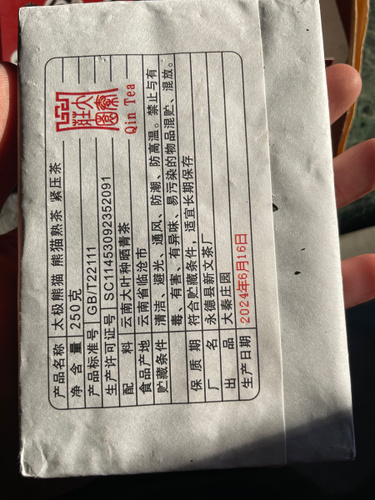 Qin Tea
产品名称 太极熊猫 熊猫熟茶 紧压茶
净含量 250克
产品标准号 GB/T22111
生产许可证号 SC11453092352091
配料 云南大叶种晒青茶
食品产地 云南省临沧市
贮藏条件 清洁、避光、通风、防潮、防高温。禁止与有
毒、有害、有异味、易污染的物品混贮、混放。
保质期 符合贮藏条件，适宜长期保存
厂名 永德县新文茶厂
出品 大秦庄园
生产日期 2024年6月16日